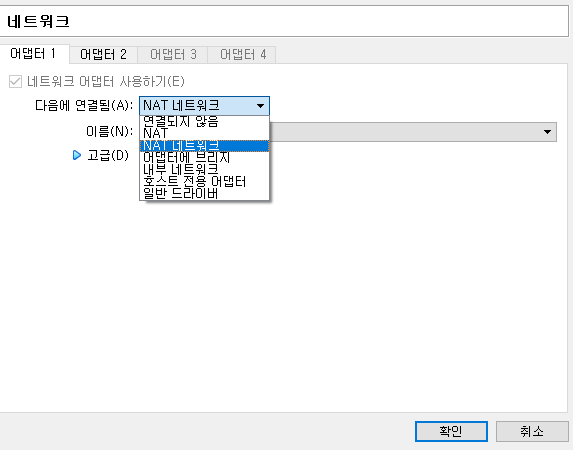 네트워크
어댑터 1 어댑터 2 어댑터 3 어댑터 4
네트워크 어댑터 사용하기(E)
다음에 연결됨(A): NAT 네트워크
이름(N):
고급(D)
연결되지 않음
NAT
NAT 네트워크
어댑터에 브리지
내부 네트워크
호스트 전용 어댑터
일반 드라이버
확인 취소